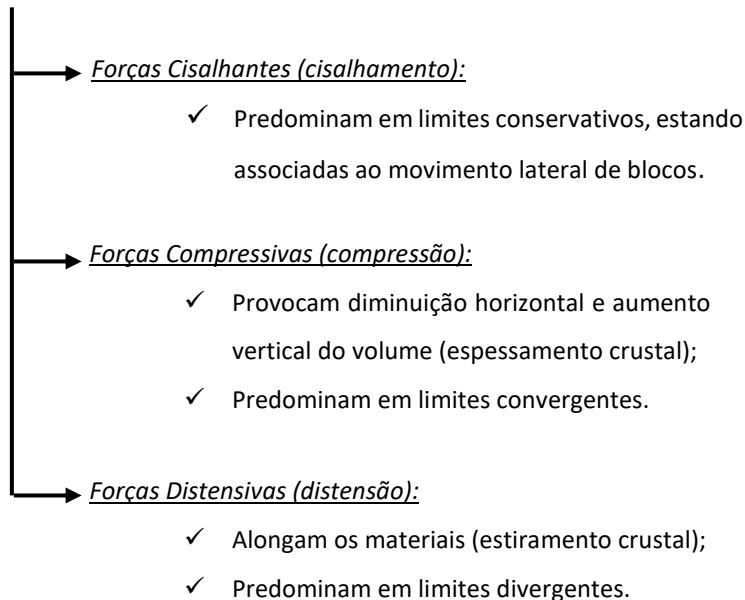 Forças Cisalhantes (cisalhamento):
✓ Predominam em limites conservativos, estando
associadas ao movimento lateral de blocos.
Forças Compressivas (compressão):
✓ Provocam diminuição horizontal e aumento
vertical do volume (espessamento crustal);
✓ Predominam em limites convergentes.
Forças Distensivas (distensão):
✓ Alongam os materiais (estiramento crustal);
✓ Predominam em limites divergentes.